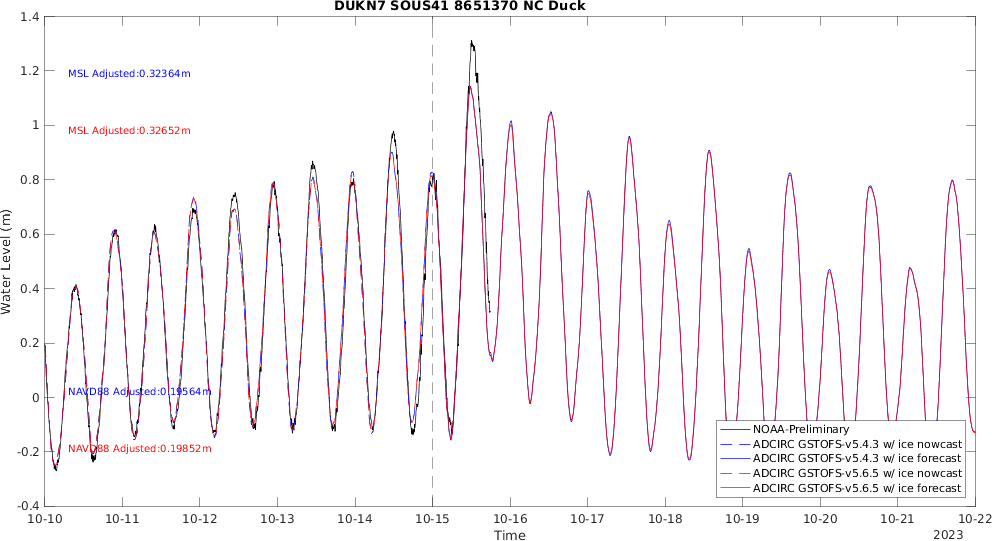 DUKN7 SOUS41 8651370 NC Duck
1.4
1.2
1
0.8
0.6
0.4
0.2
0
-0.2
-0.4
Water Level (m)
MSL Adjusted:0.32364m
MSL Adjusted:0.32652m
NAVD88 Adjusted:0.19564m
NAVD88 Adjusted:0.19852m
NOAA-Preliminary
ADCIRC GSTOFS-v5.4.3 w/ ice nowcast
ADCIRC GSTOFS-v5.4.3 w/ ice forecast
ADCIRC GSTOFS-v5.6.5 w/ ice nowcast
ADCIRC GSTOFS-v5.6.5 w/ ice forecast
10-10 10-11 10-12 10-13 10-14 10-15 10-16 10-17 10-18 10-19 10-20 10-21 10-22
Time
2023